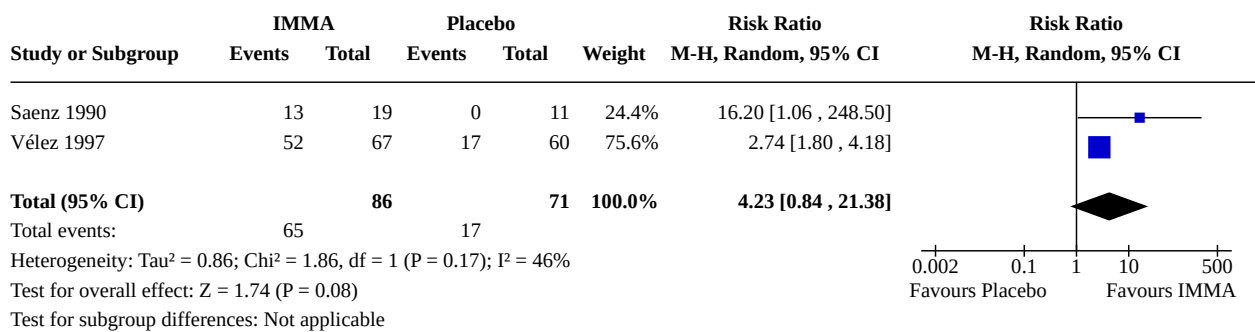 IMMA Placebo Risk Ratio Risk Ratio
Study or Subgroup Events Total Events Total Weight M-H, Random, 95% CI M-H, Random, 95% CI
Saenz 1990 13 19 0 11 24.4% 16.20 [1.06 , 248.50]
Vélez 1997 52 67 17 60 75.6% 2.74 [1.80 , 4.18]
Total (95% CI) 86 71 100.0% 4.23 [0.84 , 21.38]
Total events: 65 17
Heterogeneity: Tau² = 0.86; Chi² = 1.86, df = 1 (P = 0.17); I² = 46%
0.002 0.1 1 10 500
Test for overall effect: Z = 1.74 (P = 0.08)
Favours Placebo Favours IMMA
Test for subgroup differences: Not applicable